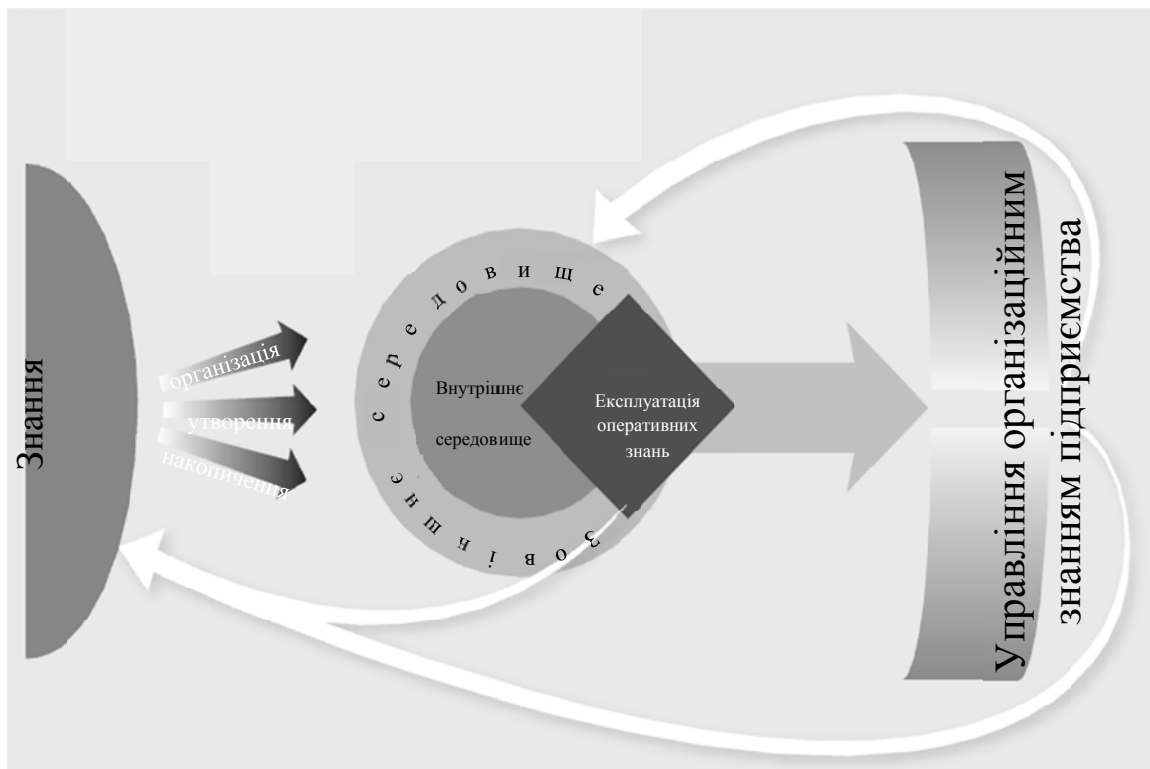 Знання
організація
утворення
накопичення
Зовнішнє середовище
Внутрішнє
середовище
Експлуатація
оперативних
знань
Управління організаційним
знанням підприємства